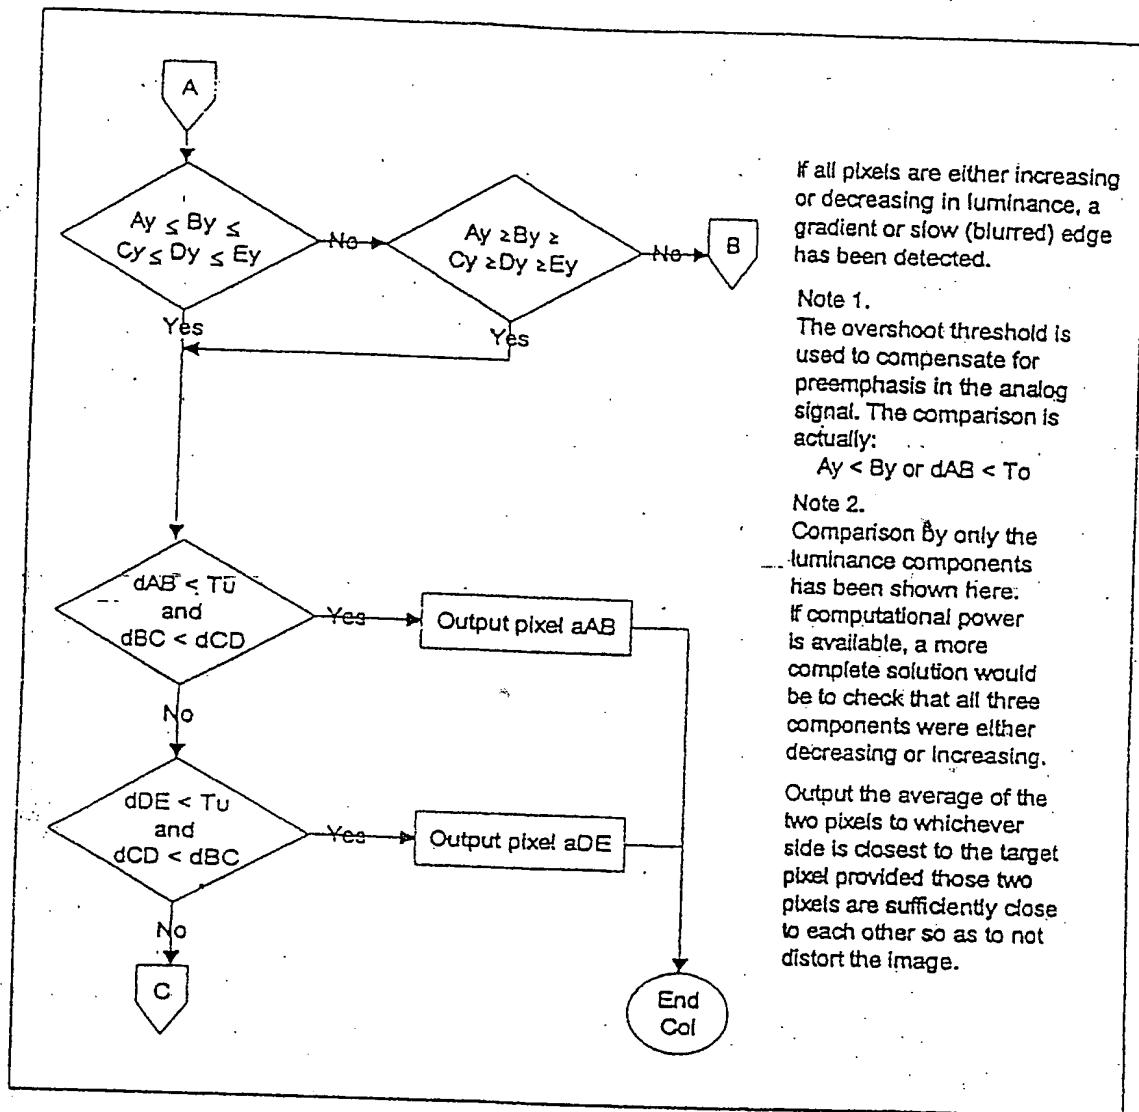 A
Ay ≤ By ≤
Cy ≤ Dy ≤ Ey
No
Ay ≥By ≥
Cy ≥Dy ≥Ey
No
B
Yes
Yes
dAB < Tu
and
dBC < dCD
Yes
Output pixel aAB
No
dDE < Tu
and
dCD < dBC
Yes
Output pixel aDE
No
C
End
Col
If all pixels are either increasing
or decreasing in luminance, a
gradient or slow (blurred) edge
has been detected.
Note 1.
The overshoot threshold is
used to compensate for
preemphasis in the analog
signal. The comparison is
actually:
Ay < By or dAB < To
Note 2.
Comparison By only the
luminance components
has been shown here.
If computational power
is available, a more
complete solution would
be to check that all three
components were either
decreasing or increasing.
Output the average of the
two pixels to whichever
side is closest to the target
pixel provided those two
pixels are sufficiently close
to each other so as to not
distort the image.